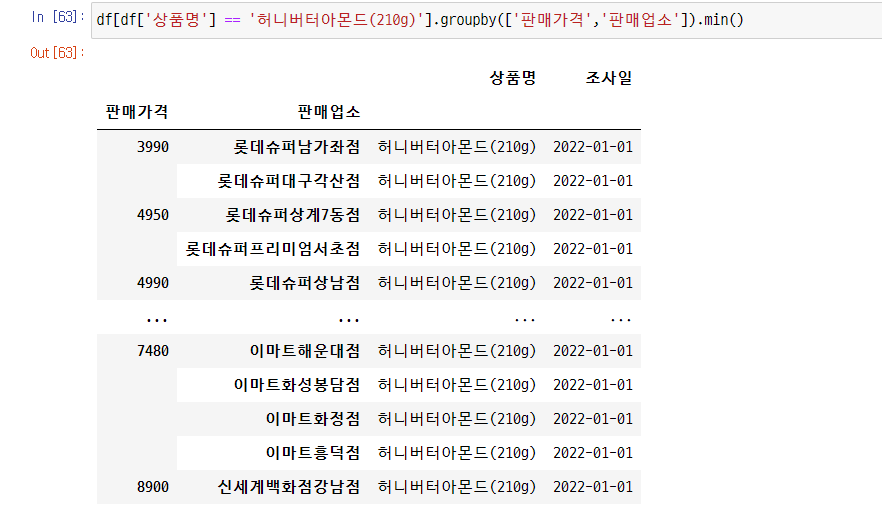 In [63]: df[df['상품명'] == '허니버터아몬드(210g)'].groupby(['판매가격','판매업소']).min()
Out[63]:
상품명 조사일
판매가격 판매업소
3990 롯데슈퍼남가좌점 허니버터아몬드(210g) 2022-01-01
롯데슈퍼대구각산점 허니버터아몬드(210g) 2022-01-01
4950 롯데슈퍼상계7동점 허니버터아몬드(210g) 2022-01-01
롯데슈퍼프리미엄서초점 허니버터아몬드(210g) 2022-01-01
4990 롯데슈퍼상남점 허니버터아몬드(210g) 2022-01-01
... ... ... ...
7480 이마트해운대점 허니버터아몬드(210g) 2022-01-01
이마트화성봉담점 허니버터아몬드(210g) 2022-01-01
이마트화정점 허니버터아몬드(210g) 2022-01-01
이마트흥덕점 허니버터아몬드(210g) 2022-01-01
8900 신세계백화점강남점 허니버터아몬드(210g) 2022-01-01